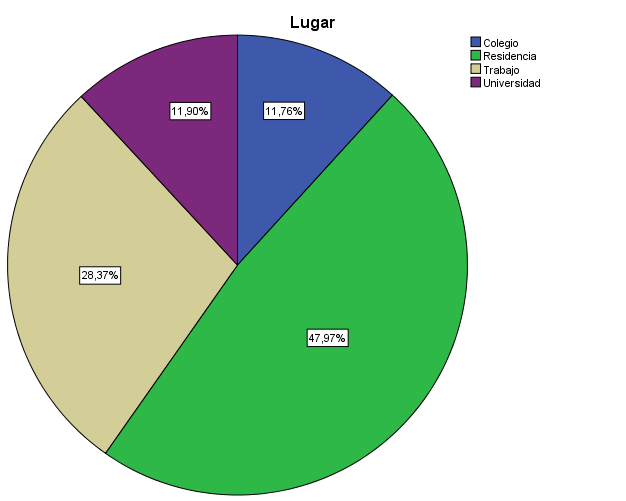 Lugar
Colegio
Residencia
Trabajo
Universidad
11,90%
11,76%
28,37%
47,97%